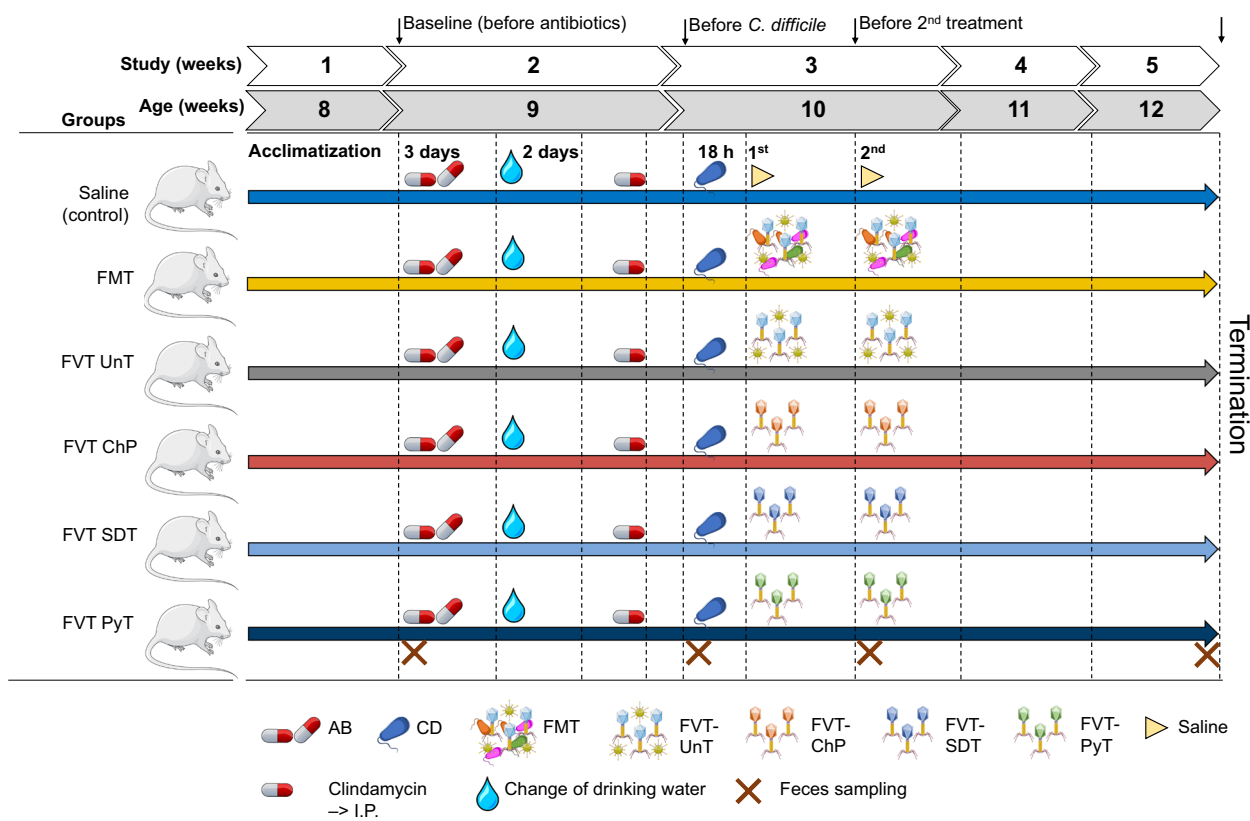 Baseline (before antibiotics)
Before C. difficile
Before 2nd treatment
Study (weeks)
1
2
3
4
5
Age (weeks)
8
9
10
11
12
Groups
Acclimatization
3 days
2 days
18 h
1st
2nd
Saline
(control)
FMT
FVT UnT
FVT ChP
FVT SDT
FVT PyT
Termination
AB
CD
FMT
FVT-
UnT
FVT-
ChP
FVT-
SDT
FVT-
PyT
Saline
Clindamycin
–> I.P.
Change of drinking water
Feces sampling